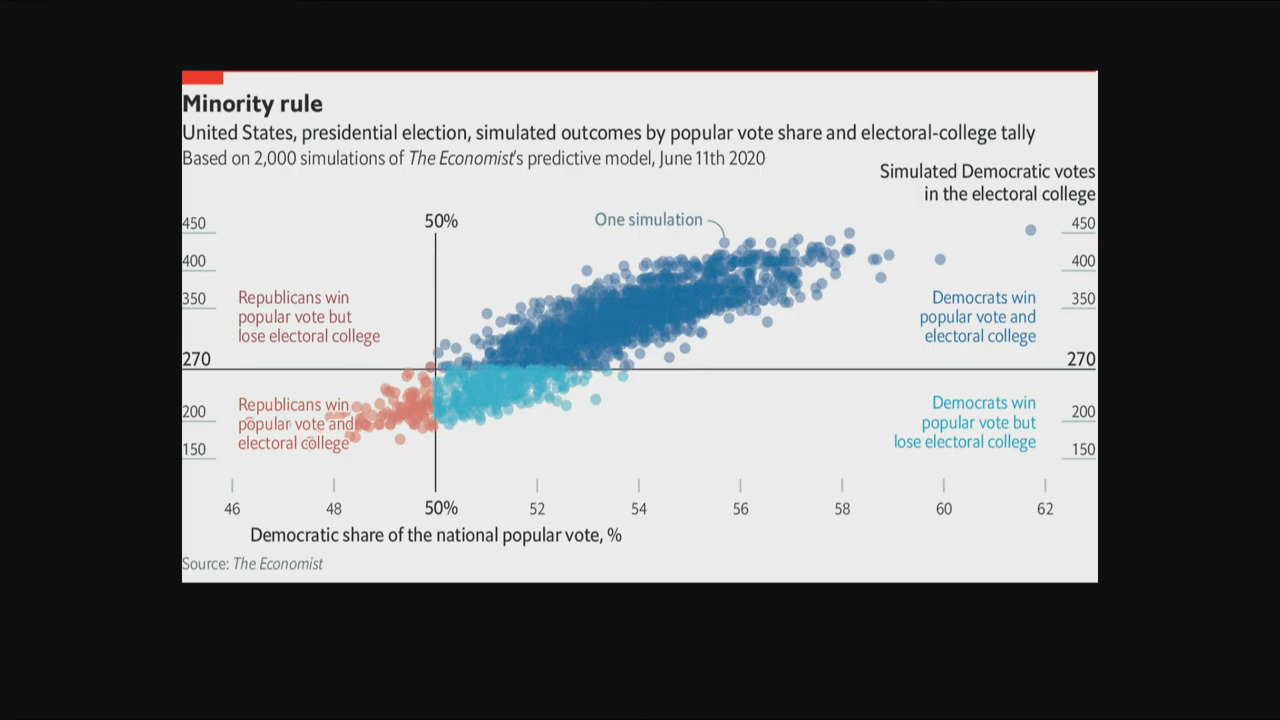 Minority rule
United States, presidential election, simulated outcomes by popular vote share and electoral-college tally
Based on 2,000 simulations of The Economist's predictive model, June 11th 2020
Simulated Democratic votes
in the electoral college
50%
One simulation
450
450
400
400
Republicans win
popular vote but
lose electoral college
350
350
Democrats win
popular vote and
electoral college
270
270
Republicans win
popular vote and
electoral college
200
200
Democrats win
popular vote but
lose electoral college
150
150
46
48
50%
52
54
56
58
60
62
Democratic share of the national popular vote, %
Source: The Economist